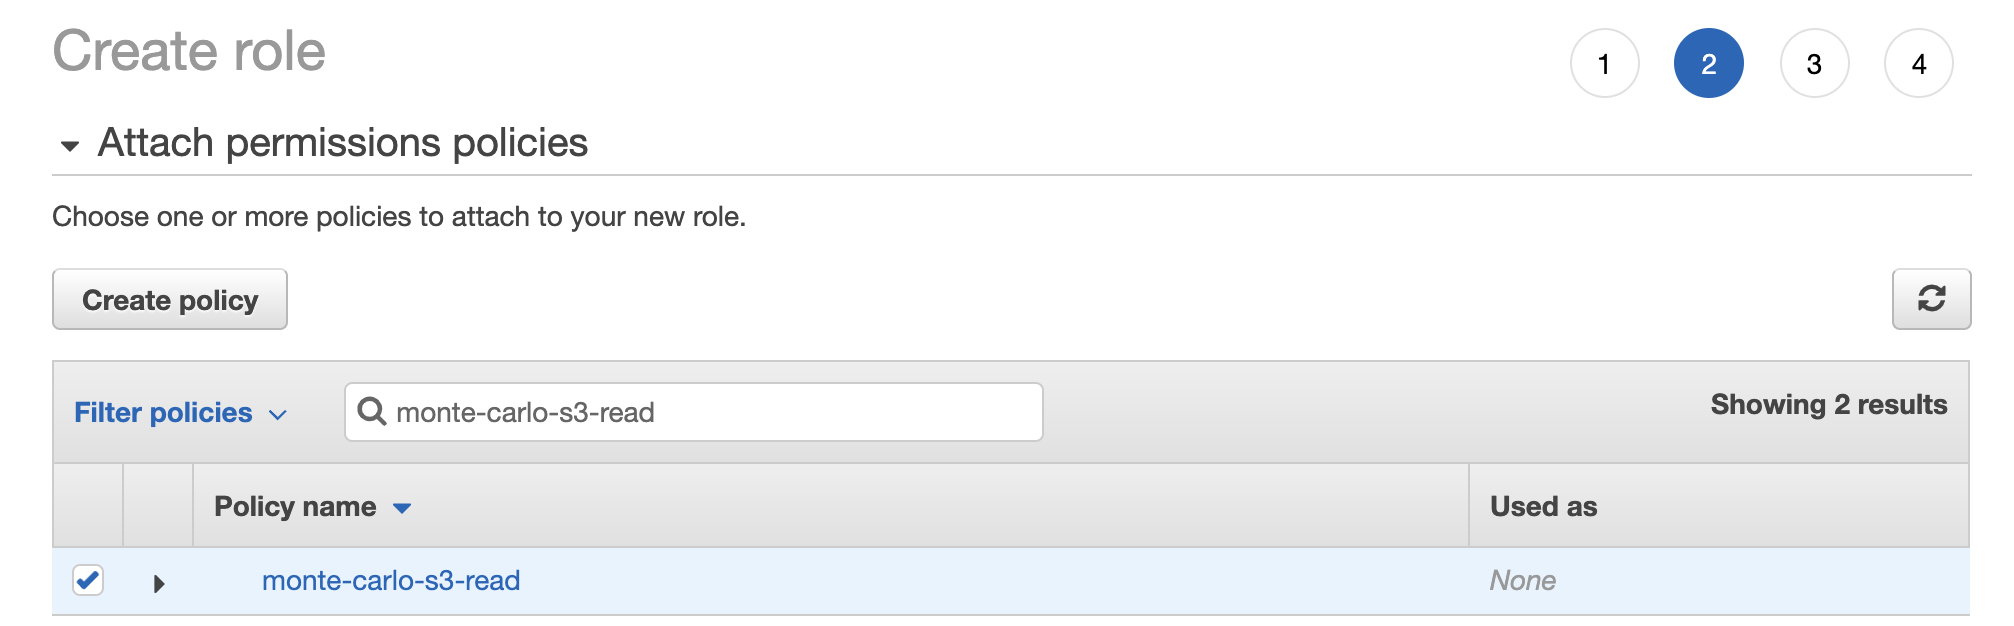 Create role
1 2 3 4
Attach permissions policies
Choose one or more policies to attach to your new role.
Create policy
Filter policies
monte-carlo-s3-read
Showing 2 results
Policy name
Used as
monte-carlo-s3-read
None